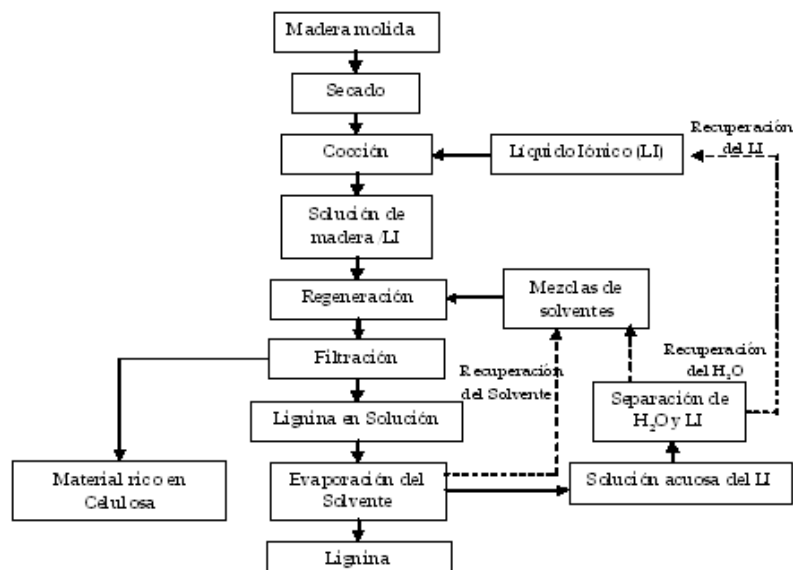 Madera molida
Secado
Recuperación
del LI
Cocción
Líquido Iónico (LI)
Solución de
madera /LI
Regeneración
Mezclas de
solventes
Filtración
Recuperación
del Solvente
Recuperación
del H₂O
Lignina en Solución
Separación de
H₂O y LI
Material rico en
Celulosa
Evaporación del
Solvente
Solución acuosa del LI
Lignina